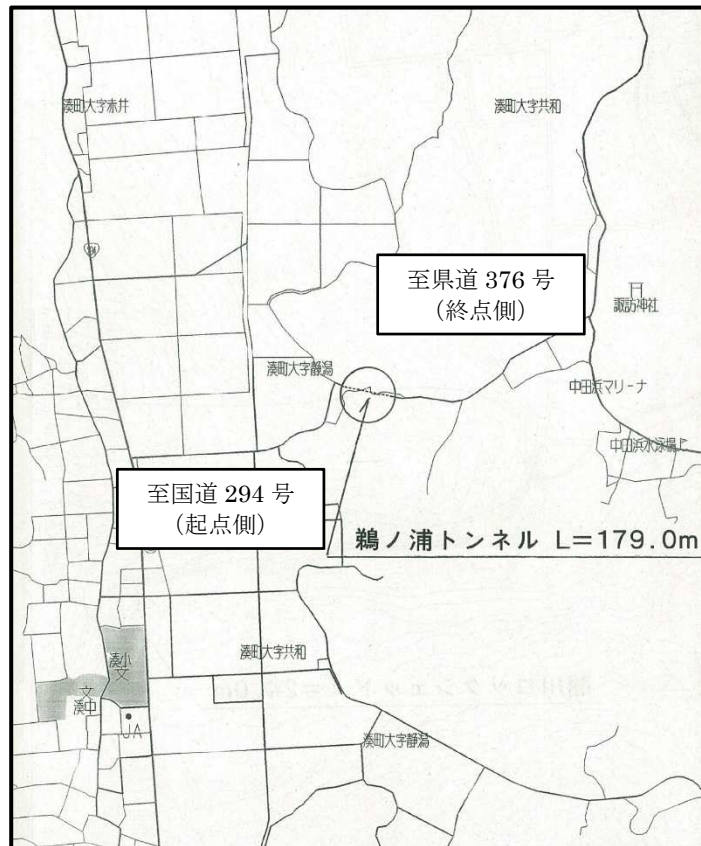 湊町大字赤井
湊町大字共和
294
至県道 376 号
（終点側）
諏訪神社
湊町大字静潟
中田浜マリーナ
中田浜水泳場上
至国道 294 号
（起点側）
鵜ノ浦トンネル L=179.0m
湊小
文
湊町大字共和
文
湊中
JA
湊町大字静潟